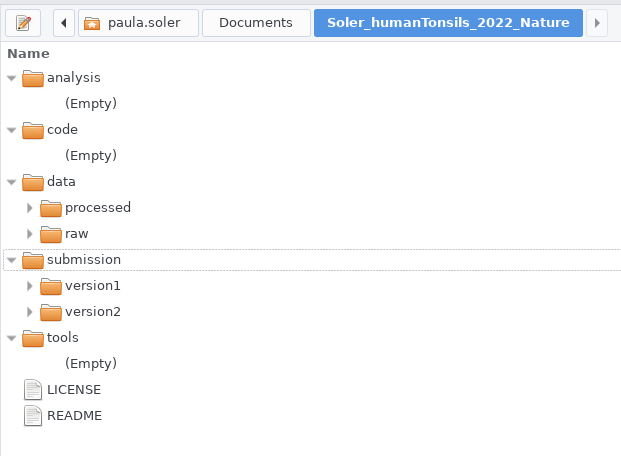 paula.soler Documents Soler_humanTonsils_2022_Nature
Name
analysis
(Empty)
code
(Empty)
data
processed
raw
submission
version1
version2
tools
(Empty)
LICENSE
README